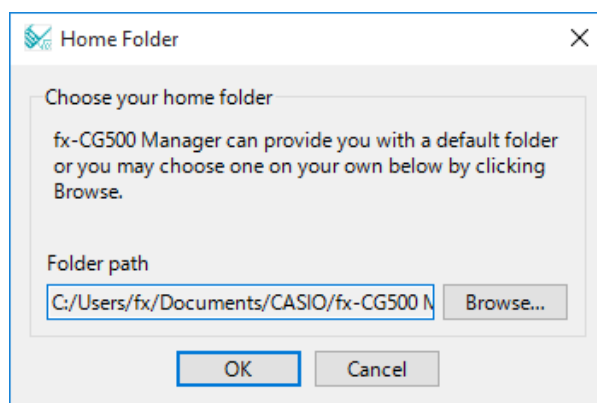 Home Folder
Choose your home folder
fx-CG500 Manager can provide you with a default folder
or you may choose one on your own below by clicking
Browse.
Folder path
C:/Users/fx/Documents/CASIO/fx-CG500 M
Browse...
OK
Cancel